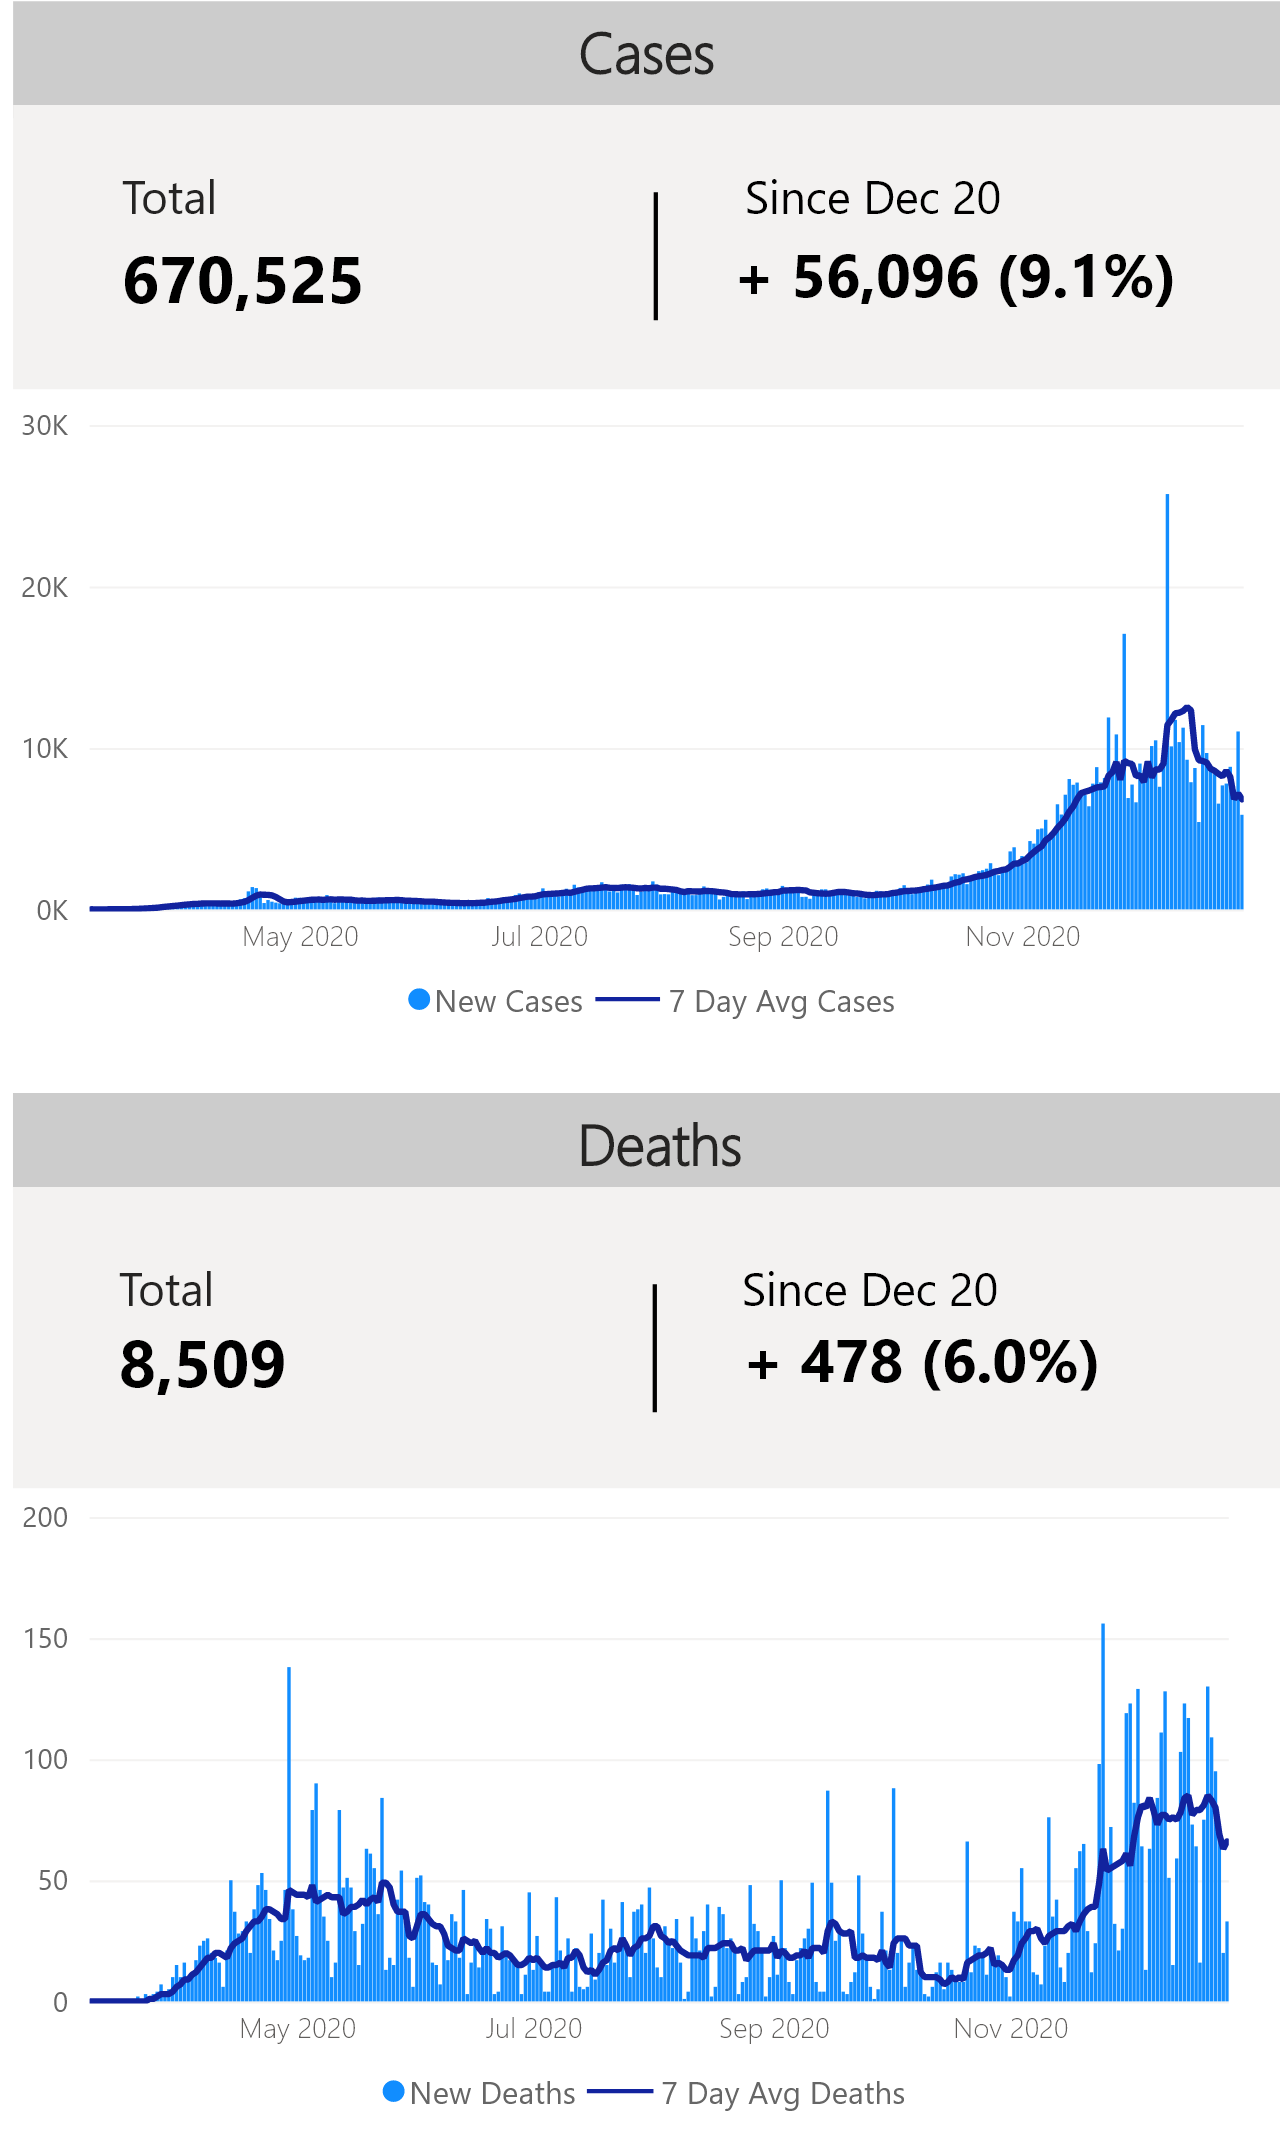 Cases
Total
Since Dec 20
670,525
+ 56,096 (9.1%)
30K
20K
10K
0K
May 2020
Jul 2020
Sep 2020
Nov 2020
New Cases
7 Day Avg Cases
Deaths
Total
Since Dec 20
8,509
+ 478 (6.0%)
200
150
100
50
0
May 2020
Jul 2020
Sep 2020
Nov 2020
New Deaths
7 Day Avg Deaths